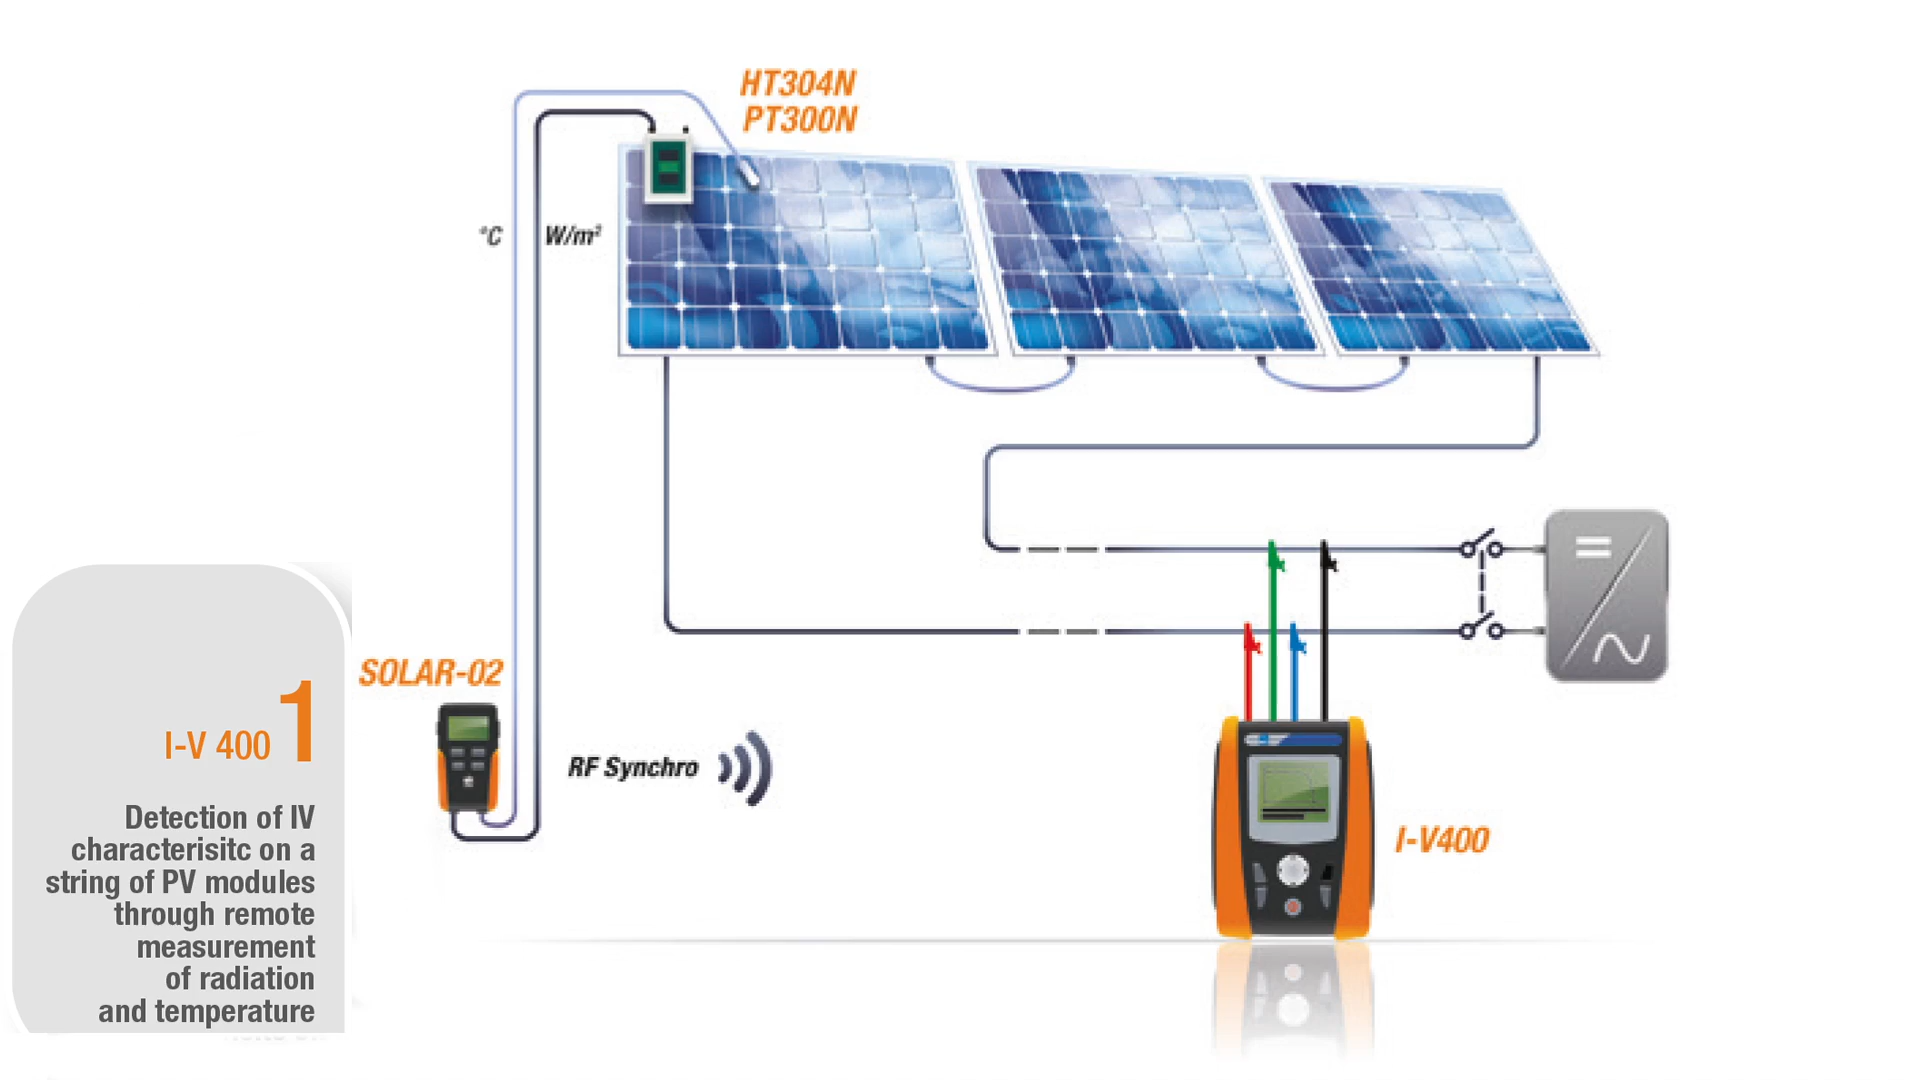 HT304N
PT300N
°C
W/m²
SOLAR-02
I-V 400 1
RF Synchro
I-V400
Detection of IV
characterisitc on a
string of PV modules
through remote
measurement
of radiation
and temperature